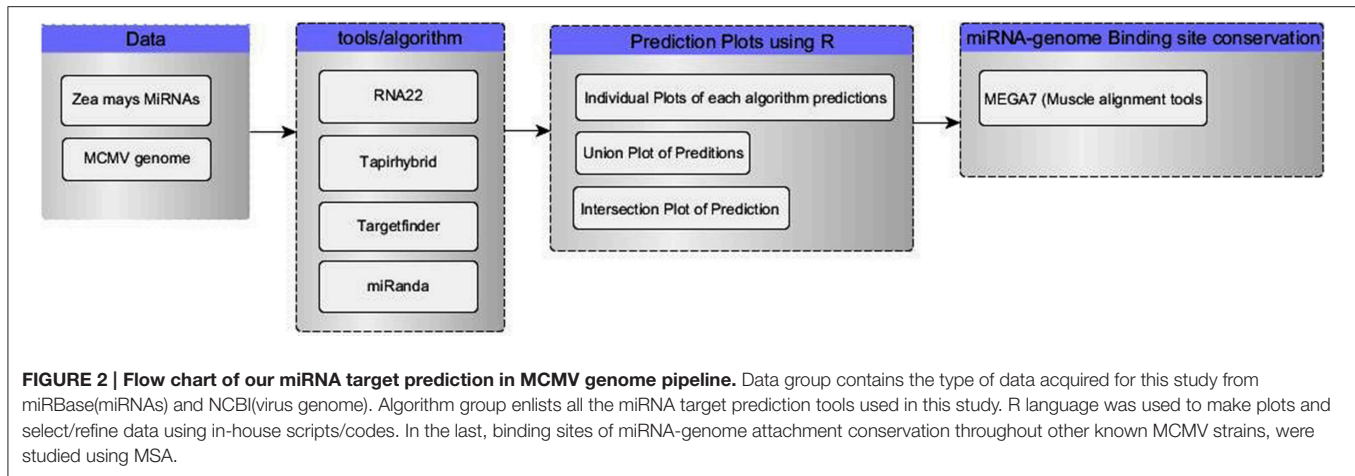 Data
Zea mays MiRNAs
MCMV genome
tools/algorithm
RNA22
Tapirhybrid
Targetfinder
miRanda
Prediction Plots using R
Individual Plots of each algorithm predictions
Union Plot of Preditions
Intersection Plot of Prediction
miRNA-genome Binding site conservation
MEGA7 (Muscle alignment tools
FIGURE 2 | Flow chart of our miRNA target prediction in MCMV genome pipeline. Data group contains the type of data acquired for this study from
miRBase(miRNAs) and NCBI(virus genome). Algorithm group enlists all the miRNA target prediction tools used in this study. R language was used to make plots and
select/refine data using in-house scripts/codes. In the last, binding sites of miRNA-genome attachment conservation throughout other known MCMV strains, were
studied using MSA.